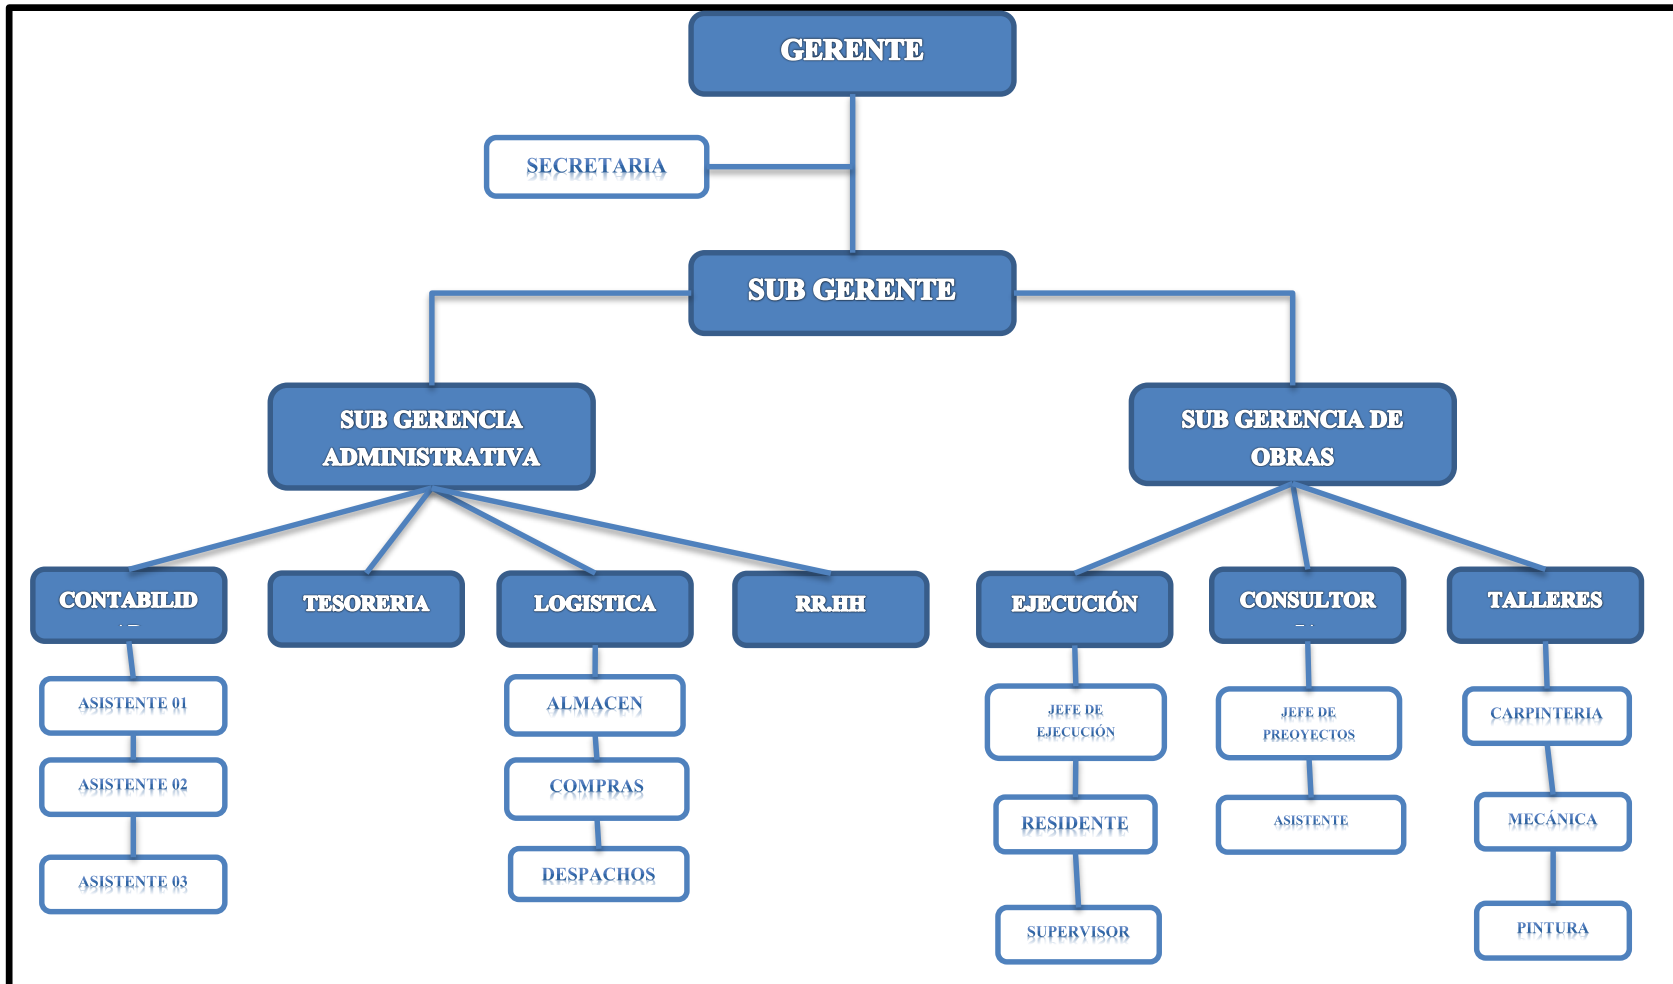 GERENTE
SECRETARIA
SUB GERENTE
SUB GERENCIA
ADMINISTRATIVA
SUB GERENCIA DE
OBRAS
CONTABILID
TESORERIA
LOGISTICA
RR.HH
EJECUCIÓN
CONSULTOR
TALLERES
ASISTENTE 01
ALMACEN
JEFE DE
EJECUCIÓN
JEFE DE
PREOYECTOS
CARPINTERIA
ASISTENTE 02
COMPRAS
RESIDENTE
ASISTENTE
MECÁNICA
ASISTENTE 03
DESPACHOS
SUPERVISOR
PINTURA